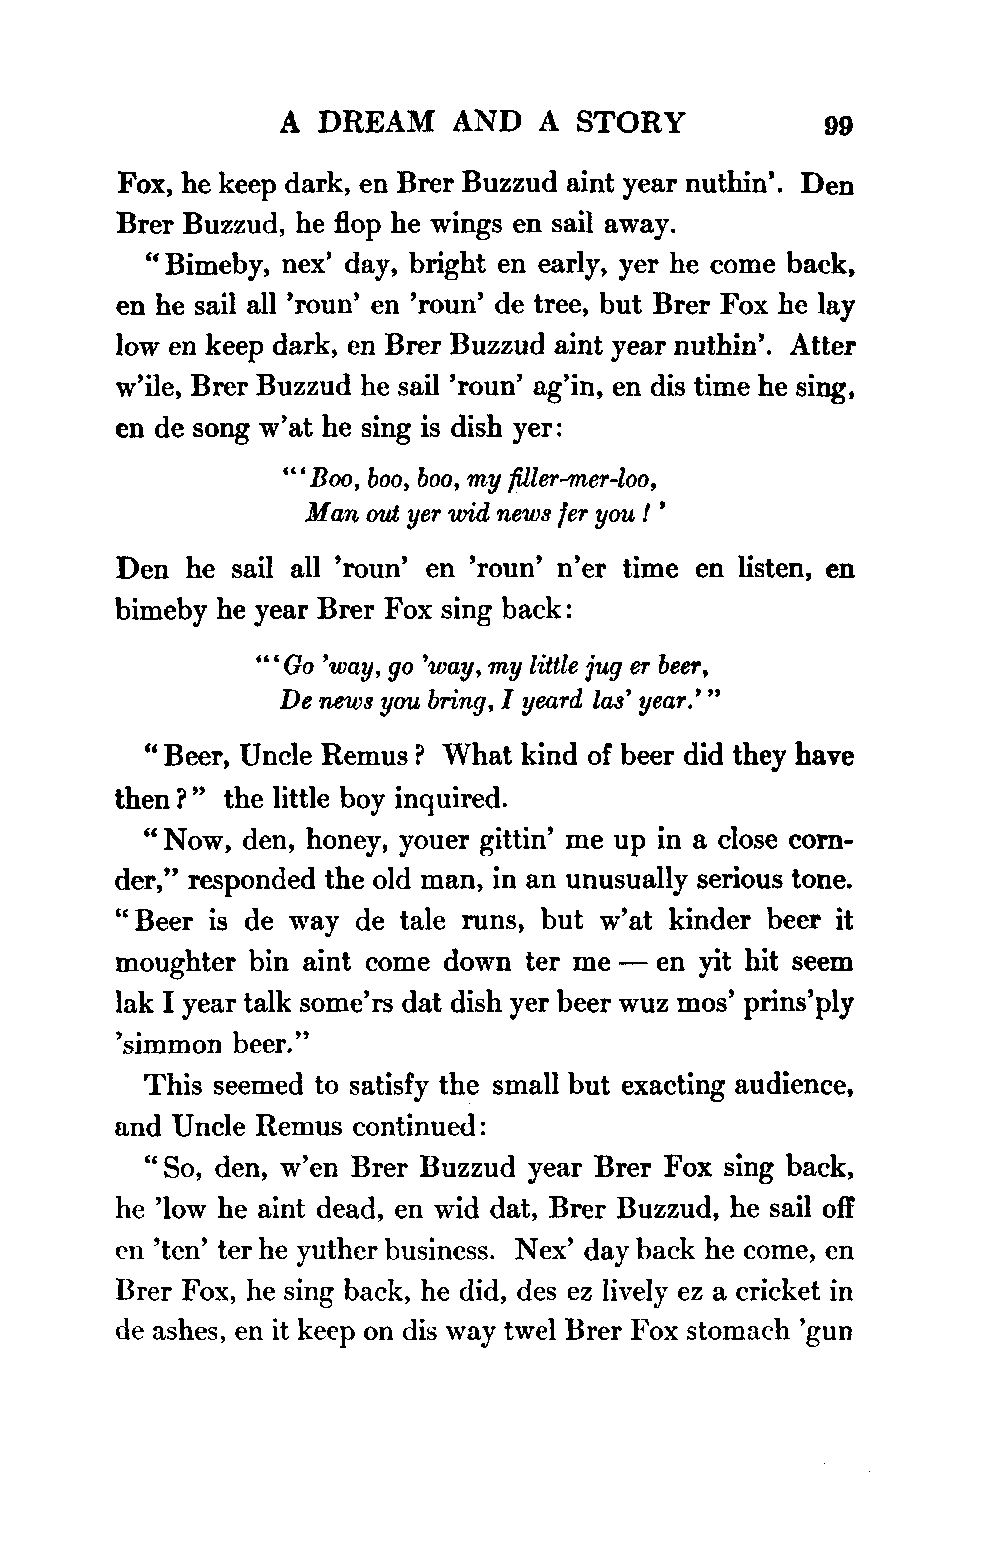 A DREAM AND A STORY 99
Fox, he keep dark, en Brer Buzzud aint year nuthin'. Den
Brer Buzzud, he flop he wings en sail away.
"Bimeby, nex' day, bright en early, yer he come back,
en he sail all 'roun' en 'roun' de tree, but Brer Fox he lay
low en keep dark, en Brer Buzzud aint year nuthin'. Atter
w'ile, Brer Buzzud he sail 'roun' ag'in, en dis time he sing,
en de song w'at he sing is dish yer:
"'Boo, boo, boo, my filler-mer-loo,
Man out yer wid news fer you!'
Den he sail all 'roun' en 'roun' n'er time en listen, en
bimeby he year Brer Fox sing back:
"'Go 'way, go 'way, my little jug er beer,
De news you bring, I yeard las' year.'"
"Beer, Uncle Remus? What kind of beer did they have
then?" the little boy inquired.
"Now, den, honey, youer gittin' me up in a close corn-
der," responded the old man, in an unusually serious tone.
"Beer is de way de tale runs, but w'at kinder beer it
moughter bin aint come down ter me — en yit hit seem
lak I year talk some'rs dat dish yer beer wuz mos' prins'ply
'simmon beer."
This seemed to satisfy the small but exacting audience,
and Uncle Remus continued:
"So, den, w'en Brer Buzzud year Brer Fox sing back,
he 'low he aint dead, en wid dat, Brer Buzzud, he sail off
en 'ten' ter he yuther business. Nex' day back he come, en
Brer Fox, he sing back, he did, des ez lively ez a cricket in
de ashes, en it keep on dis way twel Brer Fox stomach 'gun